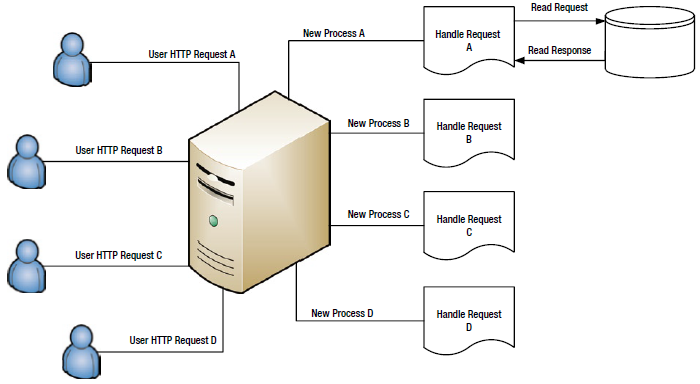 Read Request
New Process A
Handle Request
A
User HTTP Request A
Read Response
New Process B
Handle Request
B
User HTTP Request B
New Process C
Handle Request
C
User HTTP Request C
New Process D
Handle Request
D
User HTTP Request D